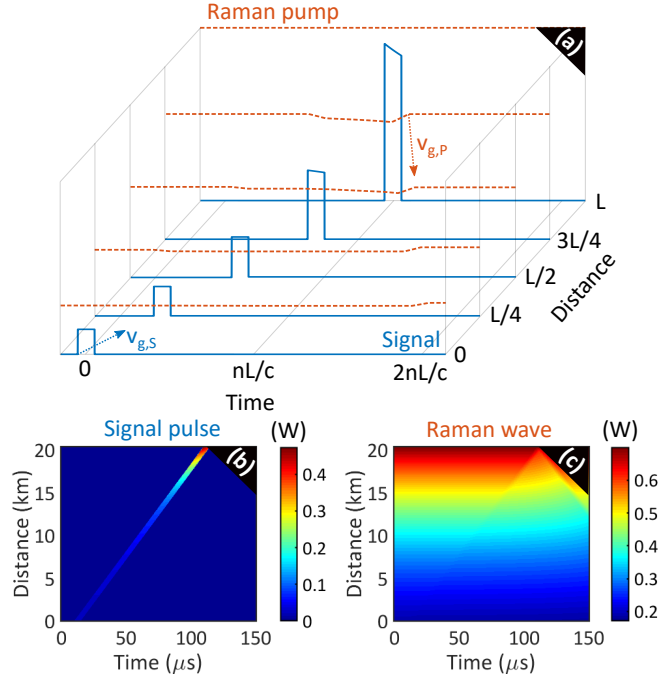 Raman pump
(a)
v_g,P
L
3L/4
L/2
L/4
0
Distance
v_g,S
Signal
0
nL/c
2nL/c
Time
Signal pulse
(W)
(b)
Distance (km)
20
15
10
5
0
0
50
100
150
Time (μs)
0.4
0.3
0.2
0.1
0
Raman wave
(W)
(c)
Distance (km)
20
15
10
5
0
0
50
100
150
Time (μs)
0.6
0.5
0.4
0.3
0.2